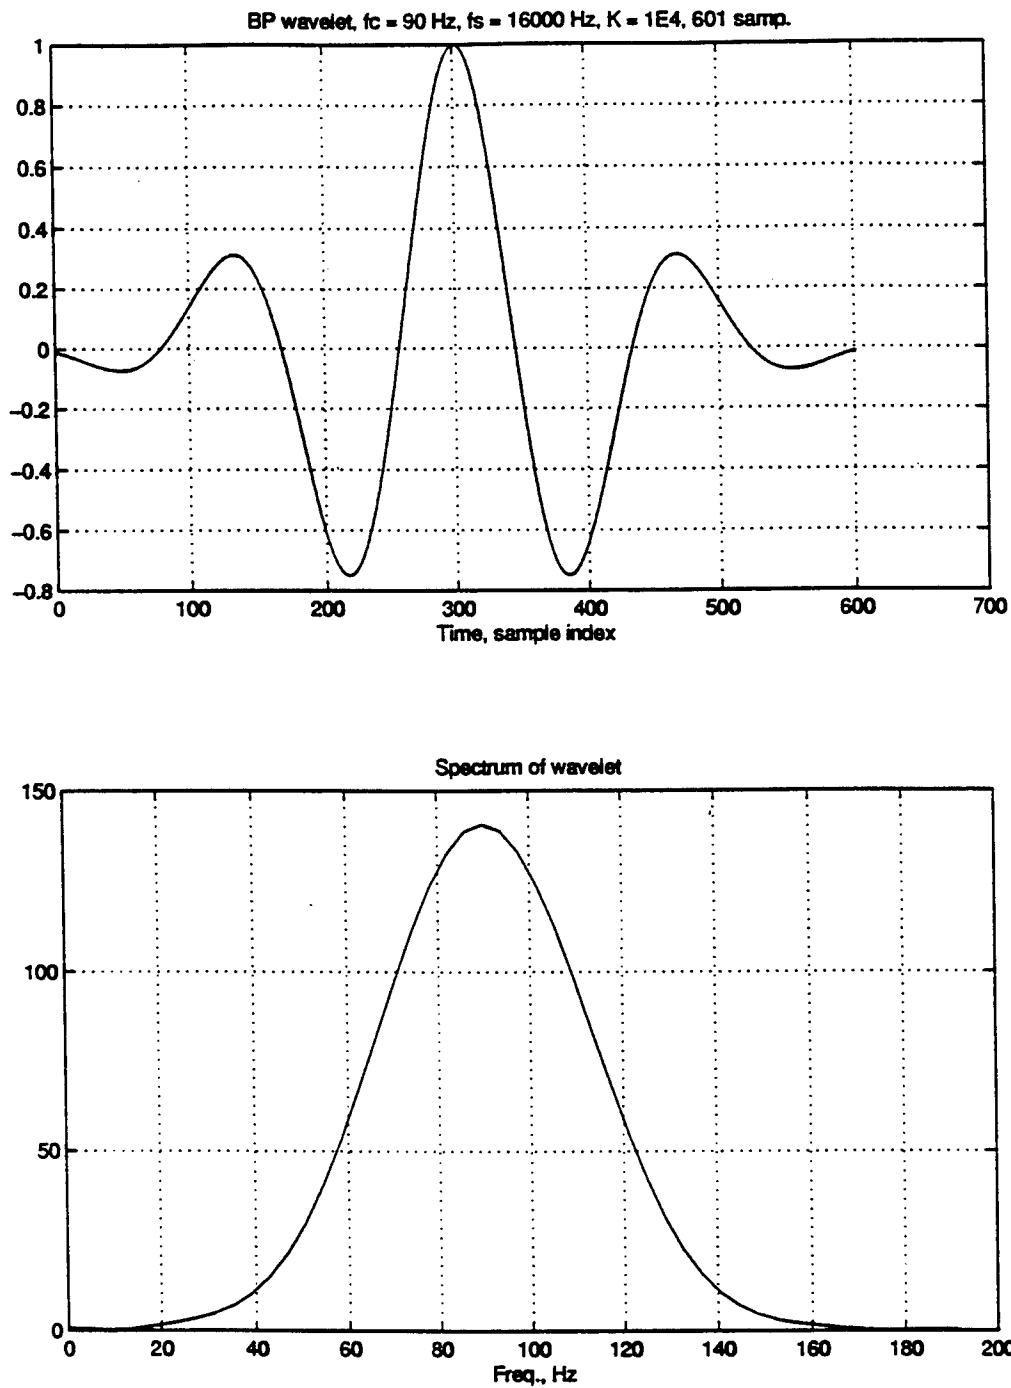 BP wavelet, fc = 90 Hz, fs = 16000 Hz, K = 1E4, 601 samp.
1
0.8
0.6
0.4
0.2
0
−0.2
−0.4
−0.6
−0.8
0 100 200 300 400 500 600 700
Time, sample index
Spectrum of wavelet
150
100
50
0
0 20 40 60 80 100 120 140 160 180 200
Freq., Hz